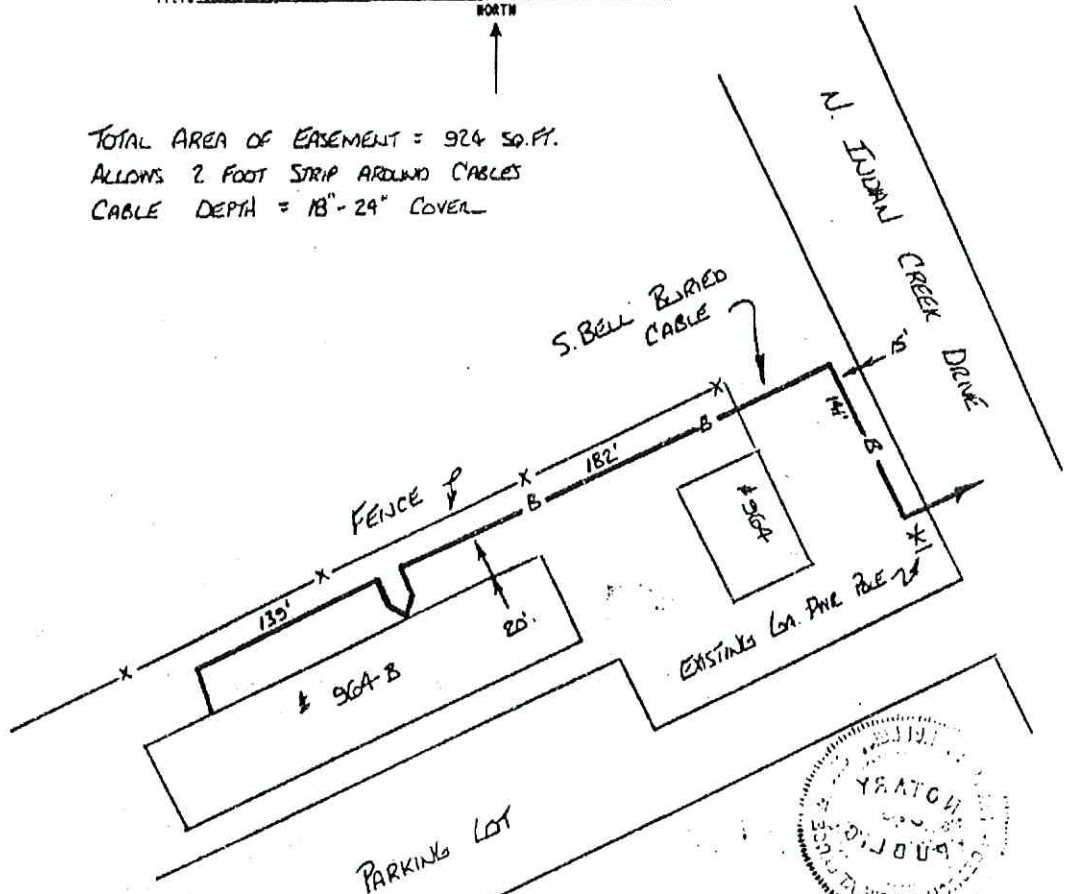 NORTH
TOTAL AREA OF EASEMENT = 924 SQ.FT.
ALLOWS 2 FOOT STRIP AROUND CABLES
CABLE DEPTH = 18"-24" COVER
N. INDIAN CREEK DRIVE
S. BELL BURIED
CABLE
15'
141'
B
B
182'
B
FENCE
139'
20'
# 964
# 964-B
EXISTING GA. PWR POLE
PARKING LOT
NOTARY
PUBLIC